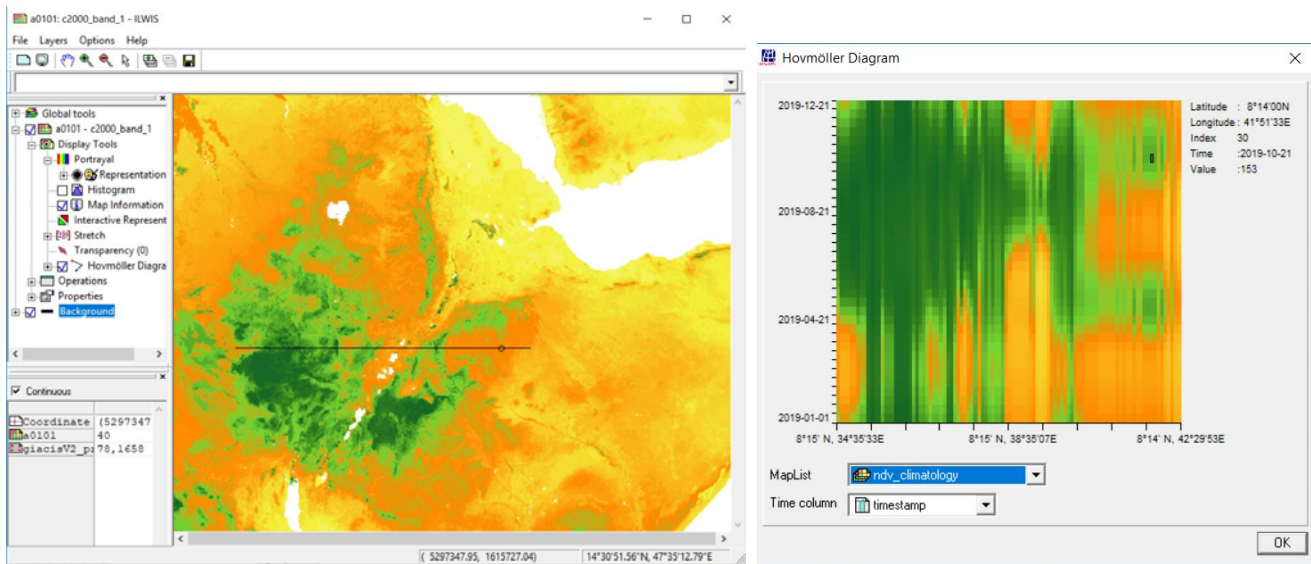 a0101: c2000_band_1 - ILWIS
File Layers Options Help
Global tools
a0101 - c2000_band_1
Display Tools
Portrayal
Representation
Histogram
Map Information
Interactive Represent
Stretch
Transparency (0)
Hovmöller Diagra
Operations
Properties
Background
Continuous
Coordinate (5297347
a0101 40
giacisV2_pr 78,1658
( 5297347.95, 1615727.04) 14°30'51.56"N, 47°35'12.79"E
Hovmöller Diagram
2019-12-21
2019-08-21
2019-04-21
2019-01-01
8°15' N, 34°35'33E 8°15' N, 38°35'07E 8°14' N, 42°29'53E
Latitude : 8°14'00N
Longitude : 41°51'33E
Index 30
Time :2019-10-21
Value :153
MapList ndv_climatology
Time column timestamp
OK